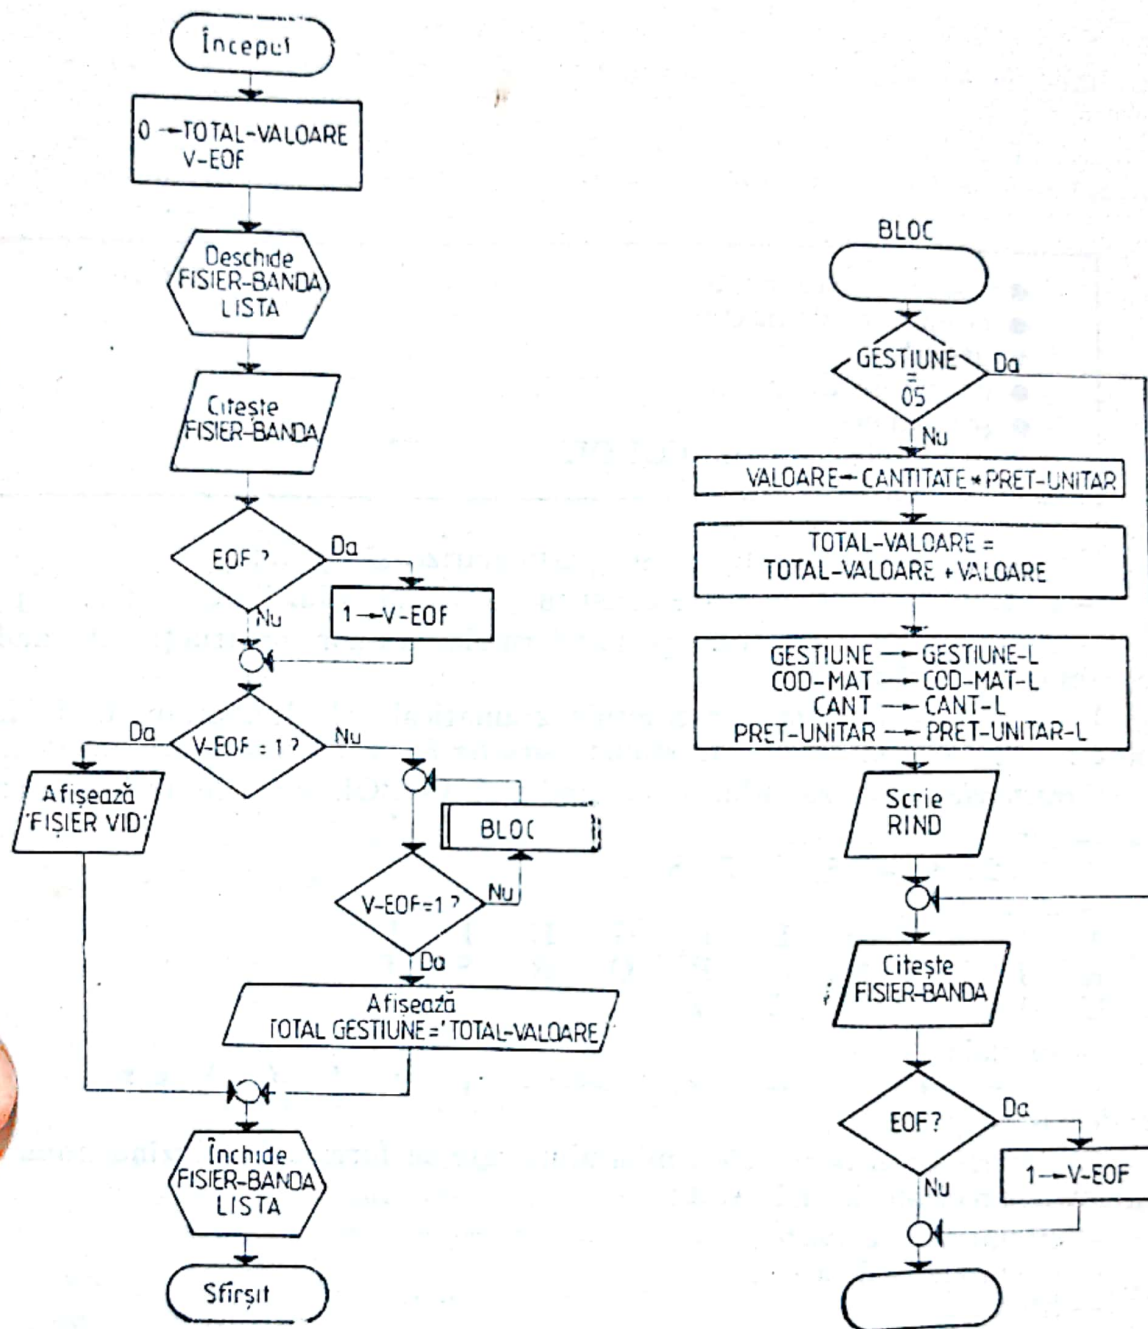 Început
0→TOTAL-VALOARE
V-EOF
Deschide
FISIER-BANDA
LISTA
Citește
FISIER-BANDA
EOF?
Da
Nu
1→V-EOF
V-EOF=1?
Da
Nu
Afișează
'FIȘIER VID'
BLOC
V-EOF=1?
Nu
Da
Afișează
TOTAL GESTIUNE='TOTAL-VALOARE
Închide
FISIER-BANDA
LISTA
Sfîrșit
BLOC
GESTIUNE
=
05
Da
Nu
VALOARE←CANTITATE*PRET-UNITAR
TOTAL-VALOARE =
TOTAL-VALOARE+VALOARE
GESTIUNE → GESTIUNE-L
COD-MAT → COD-MAT-L
CANT → CANT-L
PRET-UNITAR → PRET-UNITAR-L
Scrie
RIND
Citește
FISIER-BANDA
EOF?
Da
Nu
1→V-EOF